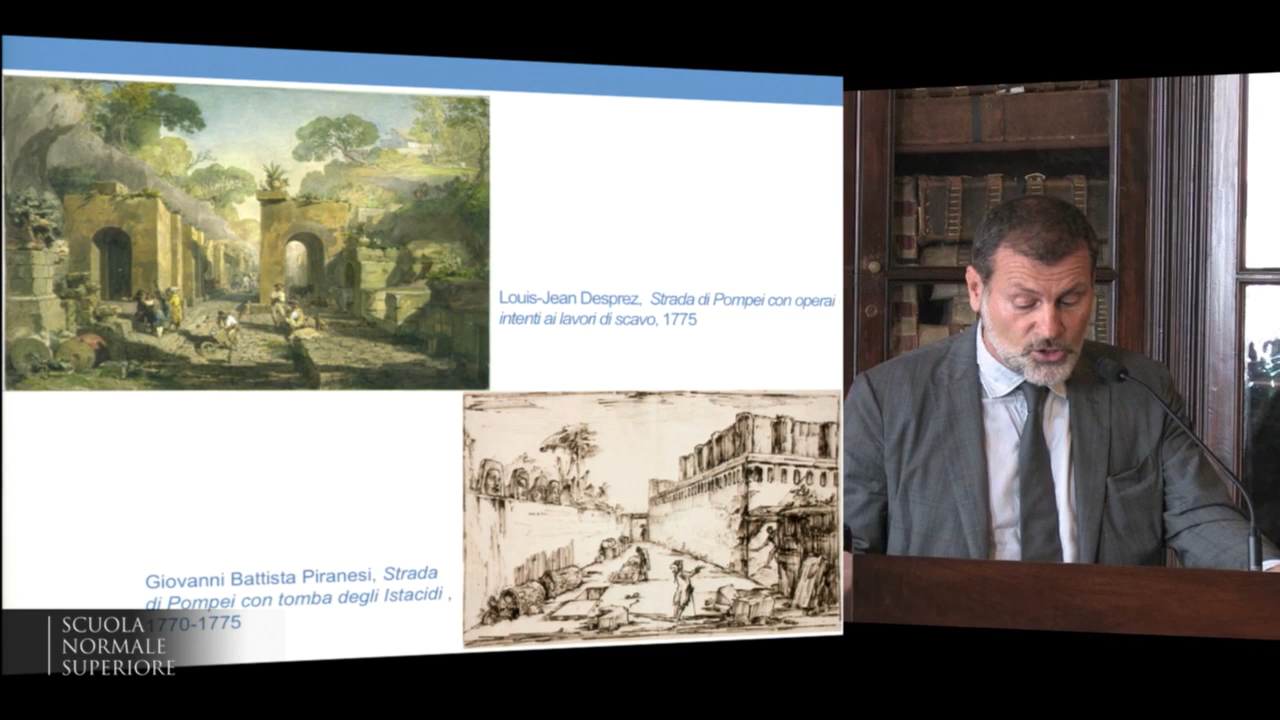 Louis-Jean Desprez, Strada di Pompei con operai
intenti ai lavori di scavo, 1775
Giovanni Battista Piranesi, Strada
di Pompei con tomba degli Istacidi ,
1770-1775
SCUOLA
NORMALE
SUPERIORE